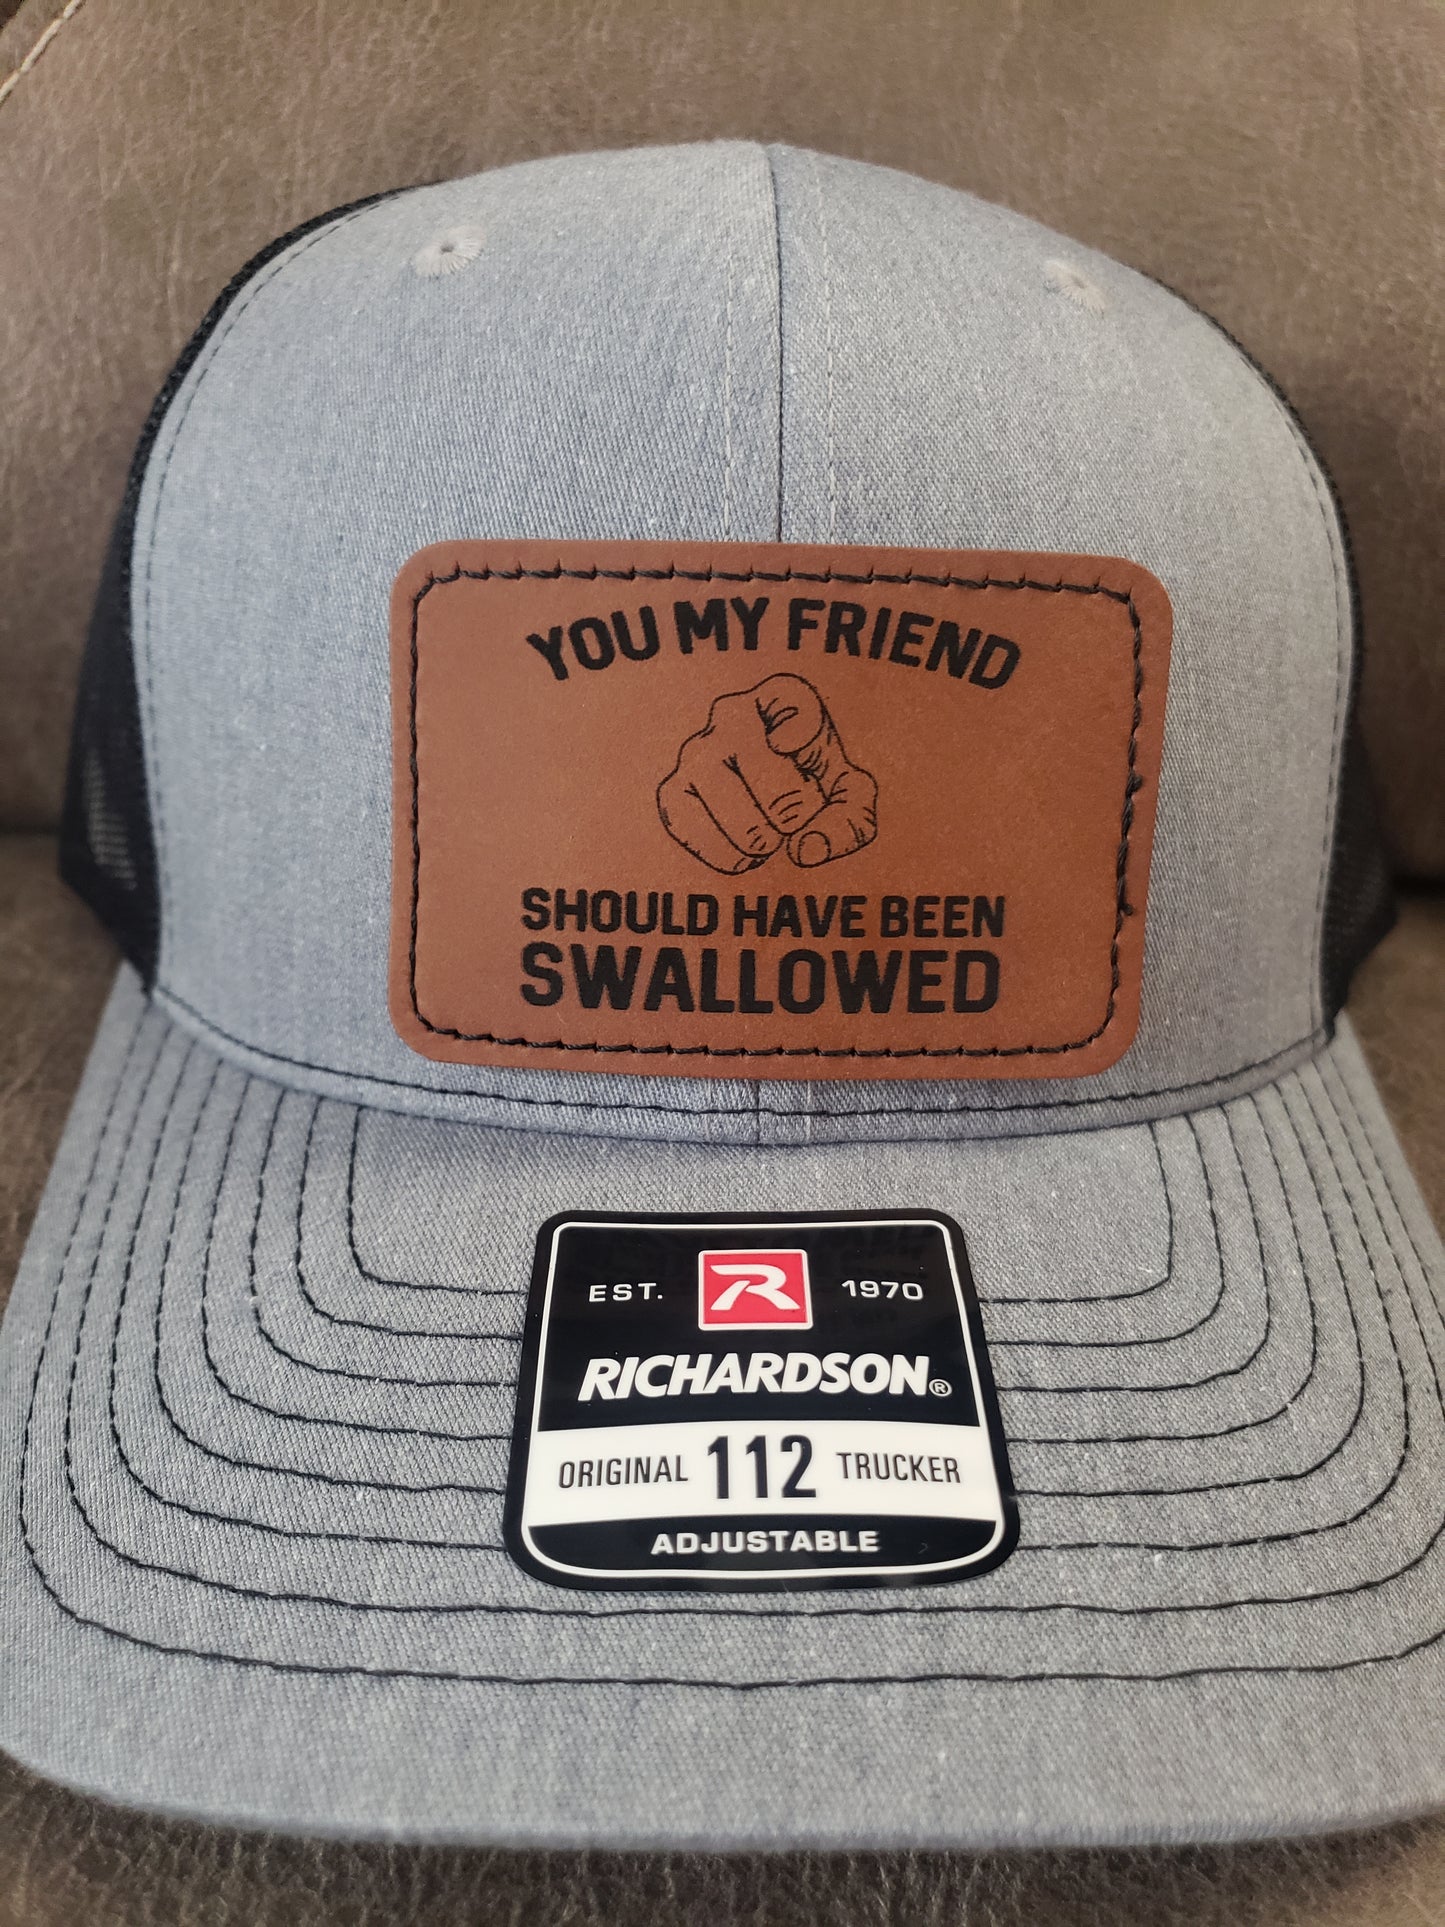 YOU MY FRIEND
SHOULD HAVE BEEN
SWALLOWED
EST. R 1970
RICHARDSON®
ORIGINAL 112 TRUCKER
ADJUSTABLE